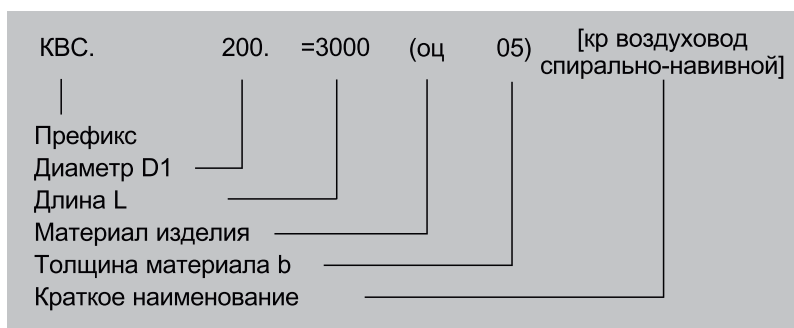 КВС. 200. =3000 (оц 05) [кр воздуховод
спирально-навивной]
Префикс
Диаметр D1
Длина L
Материал изделия
Толщина материала b
Краткое наименование